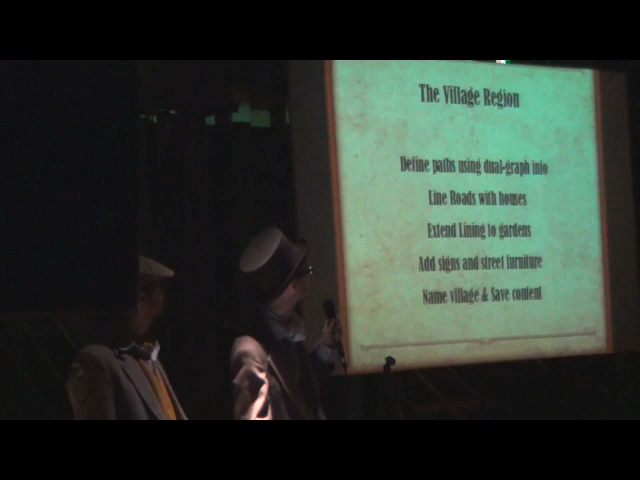 The Village Region
Define paths using dual-graph info
Line Roads with houses
Extend Lining to gardens
Add signs and street furniture
Name village & Save content